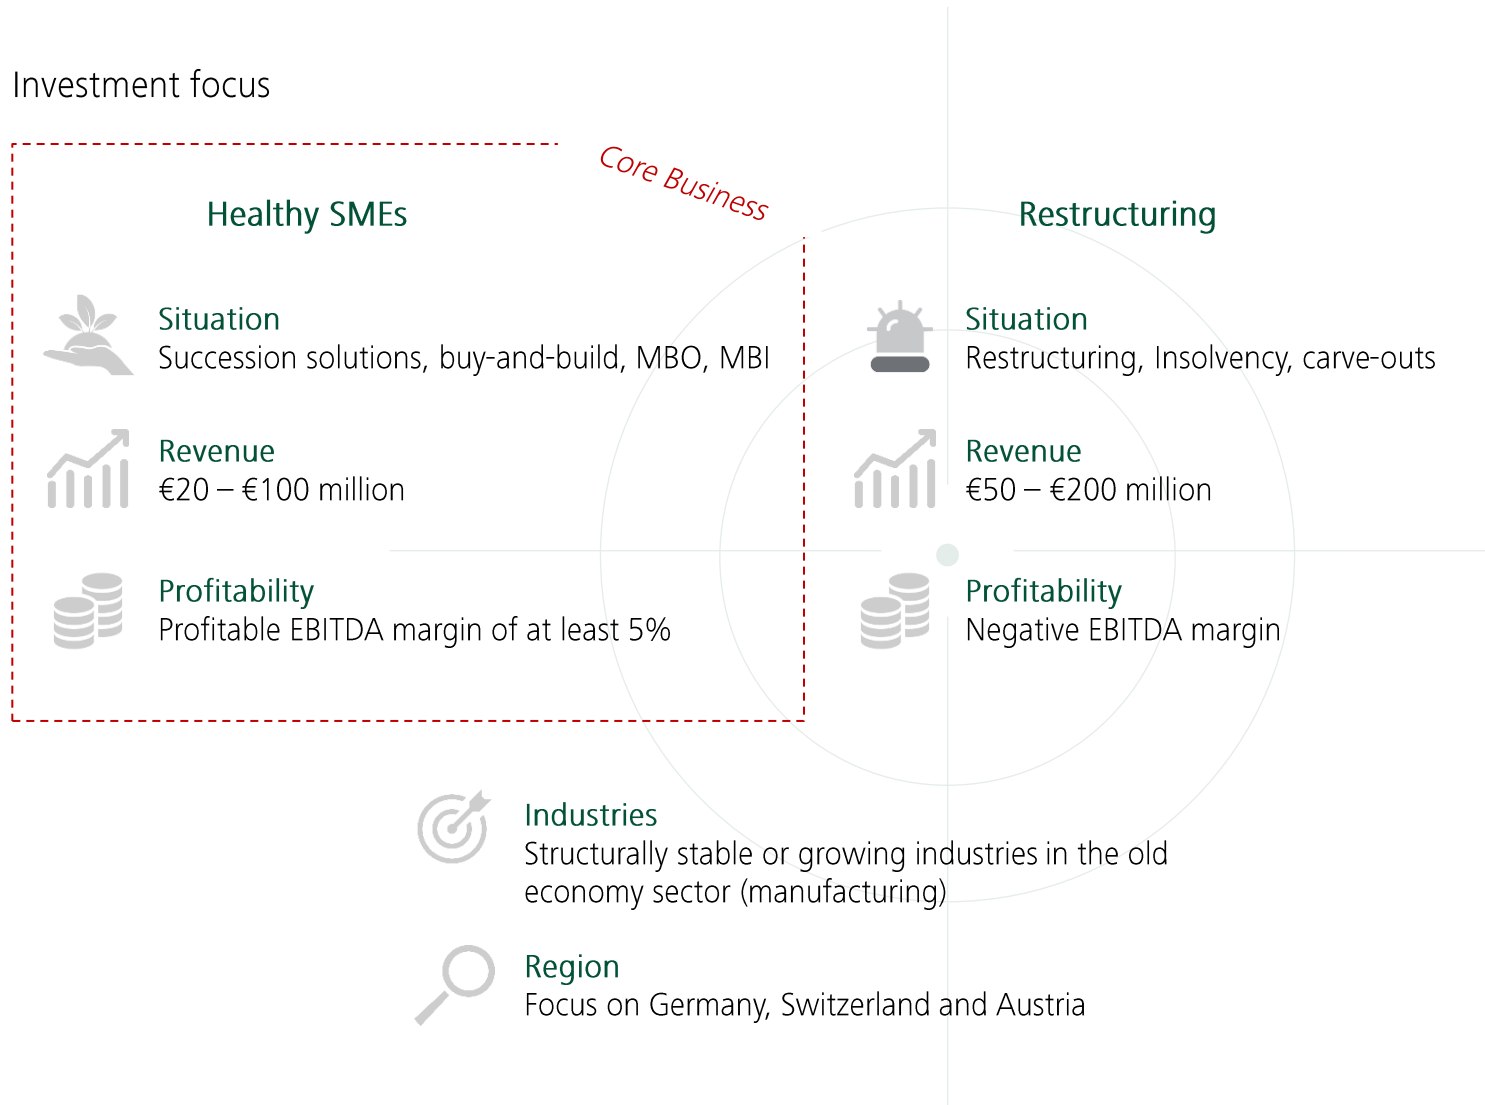 Investment focus
Core Business
Healthy SMEs
Situation
Succession solutions, buy-and-build, MBO, MBI
Revenue
€20 – €100 million
Profitability
Profitable EBITDA margin of at least 5%
Restructuring
Situation
Restructuring, Insolvency, carve-outs
Revenue
€50 – €200 million
Profitability
Negative EBITDA margin
Industries
Structurally stable or growing industries in the old
economy sector (manufacturing)
Region
Focus on Germany, Switzerland and Austria